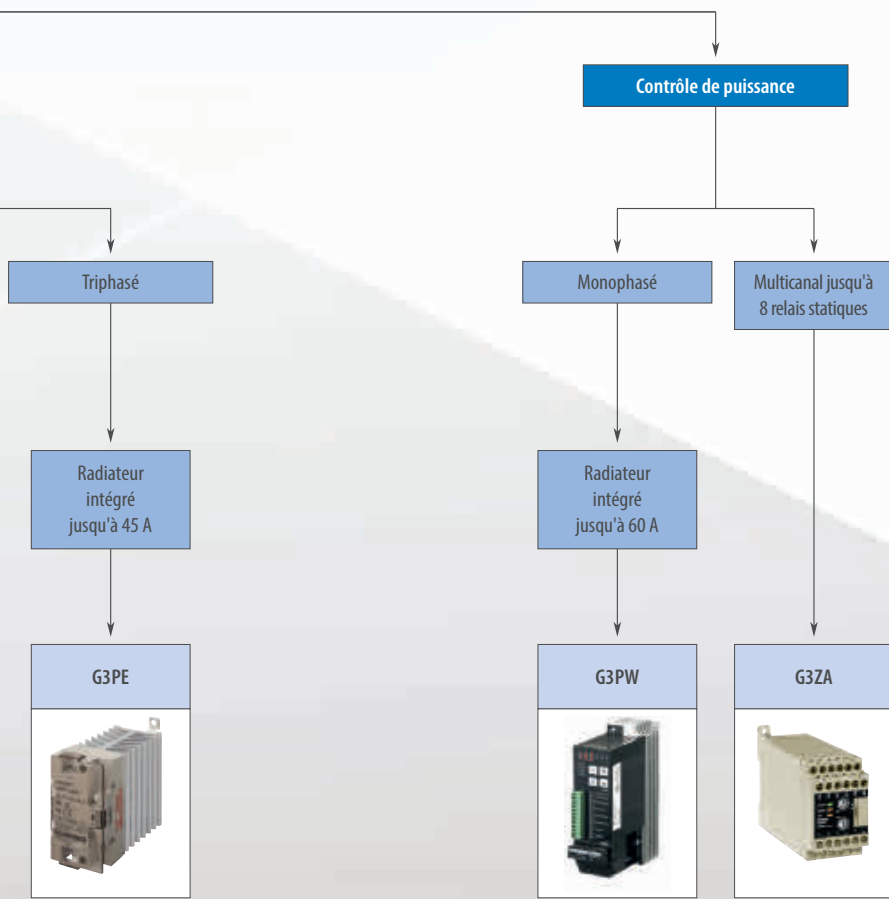 Contrôle de puissance
Triphasé
Monophasé
Multicanal jusqu'à
8 relais statiques
Radiateur
intégré
jusqu'à 45 A
Radiateur
intégré
jusqu'à 60 A
G3PE
G3PW
G3ZA